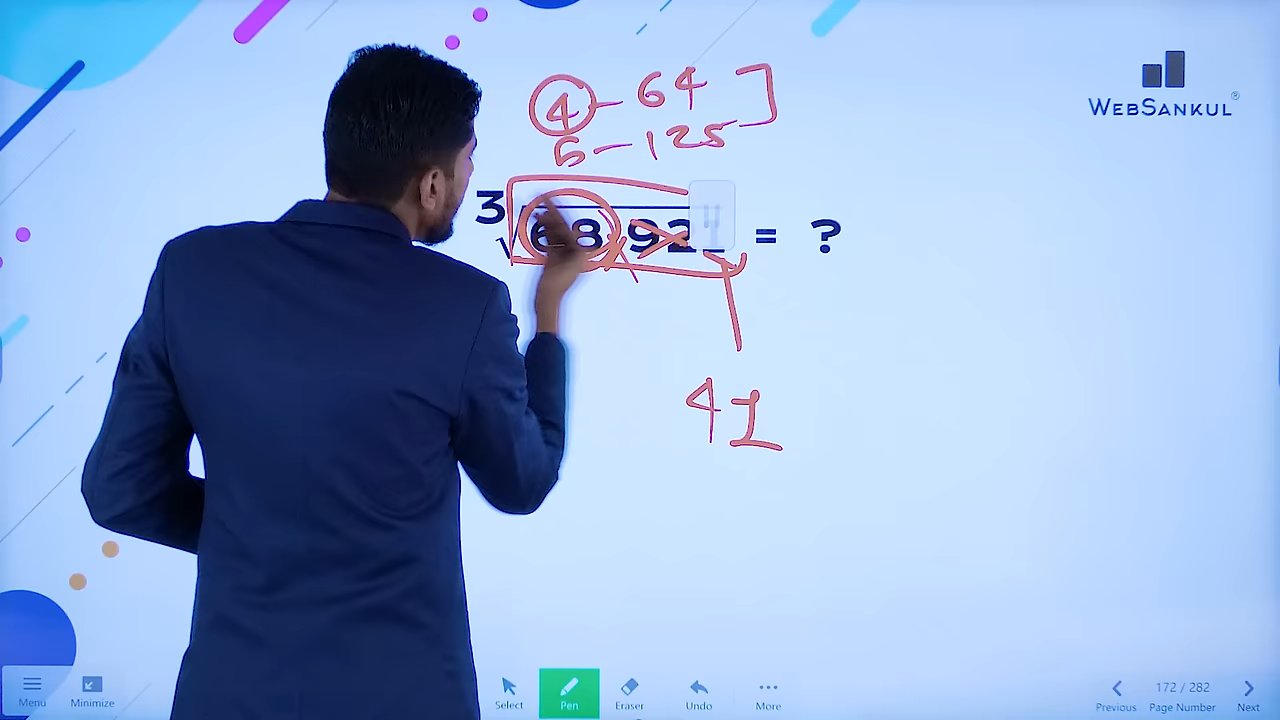 4 - 64
5 - 125
WEBSANKUL
3√68921 = ?
41
Menu
Minimize
Select
Pen
Eraser
Undo
More
Previous
172 / 282
Page Number
Next